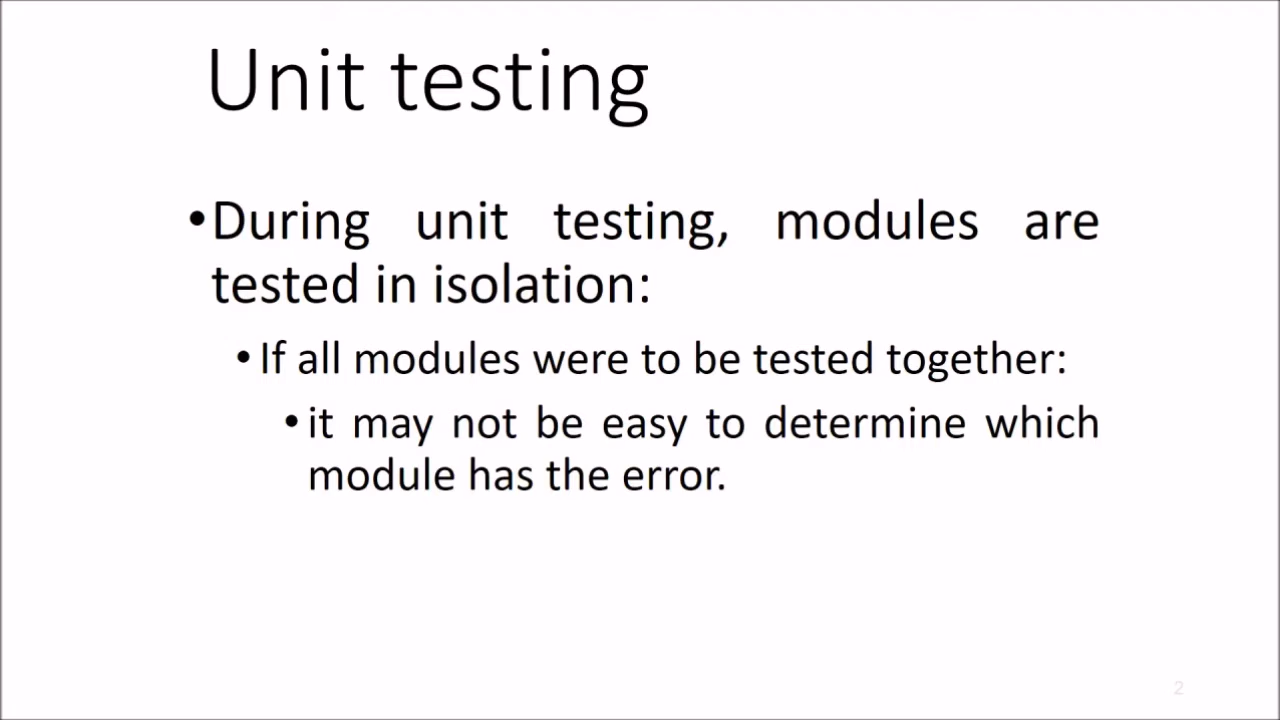 Unit testing
•During unit testing, modules are
tested in isolation:
•If all modules were to be tested together:
•it may not be easy to determine which
module has the error.
2